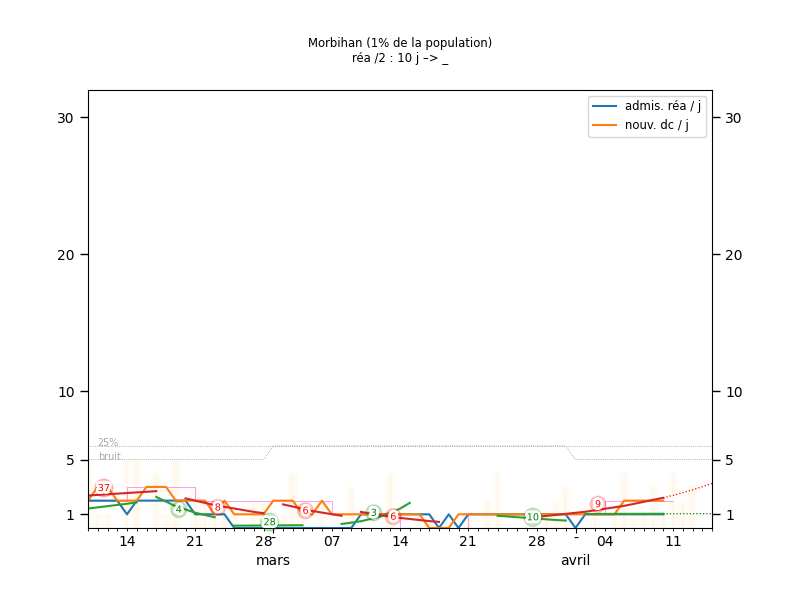 Morbihan (1% de la population)
réa /2 : 10 j –> _
admis. réa / j
nouv. dc / j
30 30
20 20
10 10
5 5
1 1
25%
bruit
37 4 8 28 6 3 6 10 9
14 21 28 07 14 21 28 04 11
mars avril